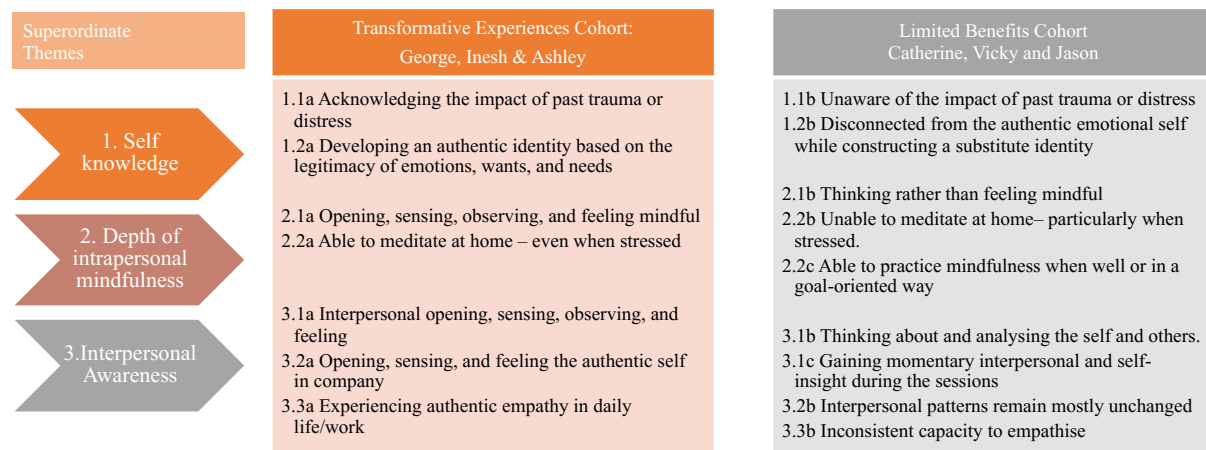 Superordinate
Themes
1. Self
knowledge
2. Depth of
intrapersonal
mindfulness
3.Interpersonal
Awareness
Transformative Experiences Cohort:
George, Inesh & Ashley
1.1a Acknowledging the impact of past trauma or
distress
1.2a Developing an authentic identity based on the
legitimacy of emotions, wants, and needs
2.1a Opening, sensing, observing, and feeling mindful
2.2a Able to meditate at home – even when stressed
3.1a Interpersonal opening, sensing, observing, and
feeling
3.2a Opening, sensing, and feeling the authentic self
in company
3.3a Experiencing authentic empathy in daily
life/work
Limited Benefits Cohort
Catherine, Vicky and Jason
1.1b Unaware of the impact of past trauma or distress
1.2b Disconnected from the authentic emotional self
while constructing a substitute identity
2.1b Thinking rather than feeling mindful
2.2b Unable to meditate at home– particularly when
stressed.
2.2c Able to practice mindfulness when well or in a
goal-oriented way
3.1b Thinking about and analysing the self and others.
3.1c Gaining momentary interpersonal and self-
insight during the sessions
3.2b Interpersonal patterns remain mostly unchanged
3.3b Inconsistent capacity to empathise